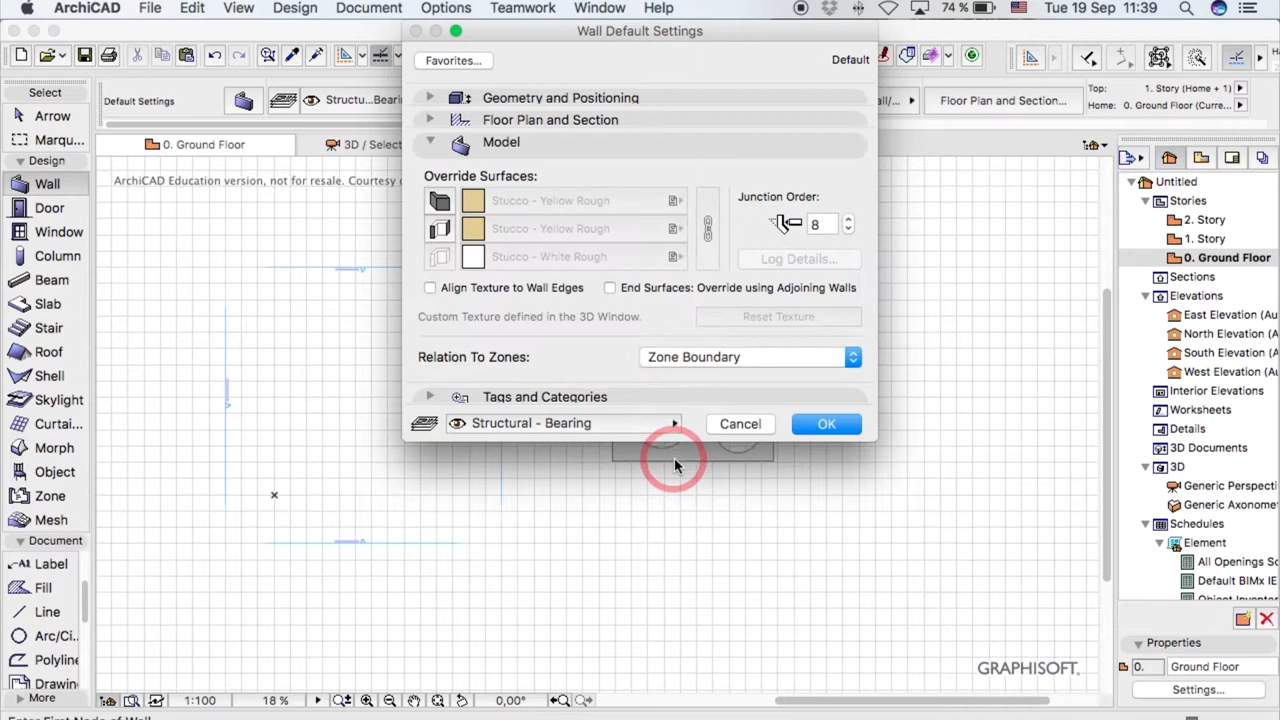 ArchiCAD File Edit View Design Document Options Teamwork Window Help 74 % Tue 19 Sep 11:39
Wall Default Settings
Favorites... Default
Default Settings Structu...Beari
Floor Plan and Section...
Top: 1. Story (Home + 1)
Home: 0. Ground Floor (Curre...
0. Ground Floor
3D / Select
ArchiCAD Education version, not for resale. Courtesy
Select
Arrow
Marqu...
Design
Wall
Door
Window
Column
Beam
Slab
Stair
Roof
Shell
Skylight
Curtai...
Morph
Object
Zone
Mesh
Document
Label
Fill
Line
Arc/Ci...
Polyline
Drawin
More
Geometry and Positioning
Floor Plan and Section
Model
Override Surfaces:
Stucco - Yellow Rough
Stucco - Yellow Rough
Stucco - White Rough
Junction Order:
8
Log Details...
Align Texture to Wall Edges
End Surfaces: Override using Adjoining Walls
Custom Texture defined in the 3D Window.
Reset Texture
Relation To Zones:
Zone Boundary
Tags and Categories
Structural - Bearing
Cancel
OK
Untitled
Stories
2. Story
1. Story
0. Ground Floor
Sections
Elevations
East Elevation (Au
North Elevation (A
South Elevation (A
West Elevation (A
Interior Elevations
Worksheets
Details
3D Documents
3D
Generic Perspecti
Generic Axonome
Schedules
Element
All Openings Sc
Default BIMx IE
Properties
0. Ground Floor
Settings...
GRAPHISOFT.
1:100 18 % 0,00°